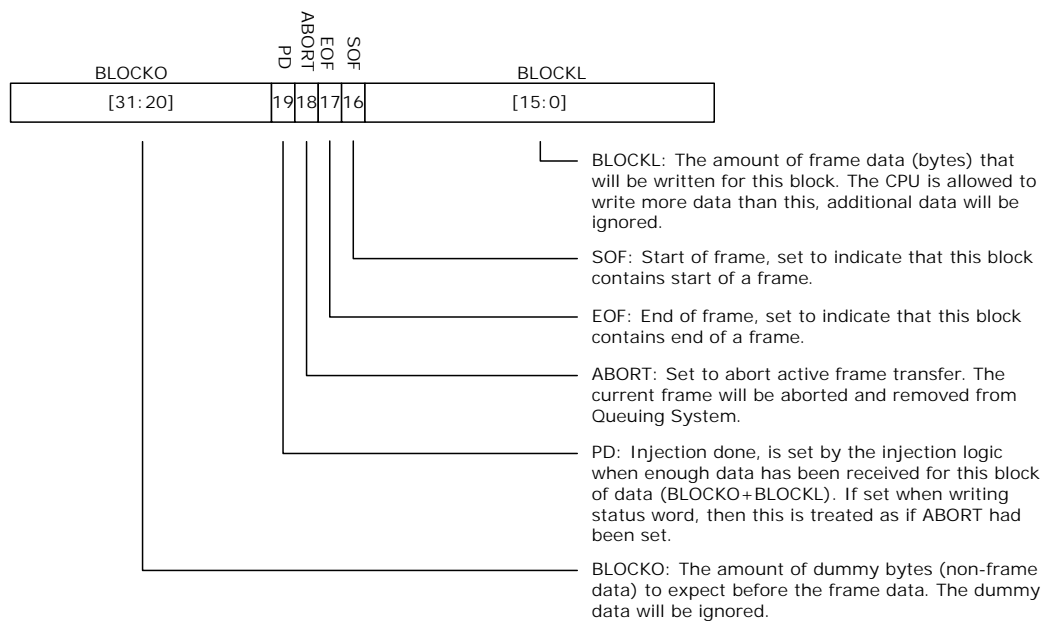 PD
ABORT
EOF
SOF
BLOCKO
BLOCKL
[31:20]
19
18
17
16
[15:0]
BLOCKL: The amount of frame data (bytes) that
will be written for this block. The CPU is allowed to
write more data than this, additional data will be
ignored.
SOF: Start of frame, set to indicate that this block
contains start of a frame.
EOF: End of frame, set to indicate that this block
contains end of a frame.
ABORT: Set to abort active frame transfer. The
current frame will be aborted and removed from
Queuing System.
PD: Injection done, is set by the injection logic
when enough data has been received for this block
of data (BLOCKO+BLOCKL). If set when writing
status word, then this is treated as if ABORT had
been set.
BLOCKO: The amount of dummy bytes (non-frame
data) to expect before the frame data. The dummy
data will be ignored.